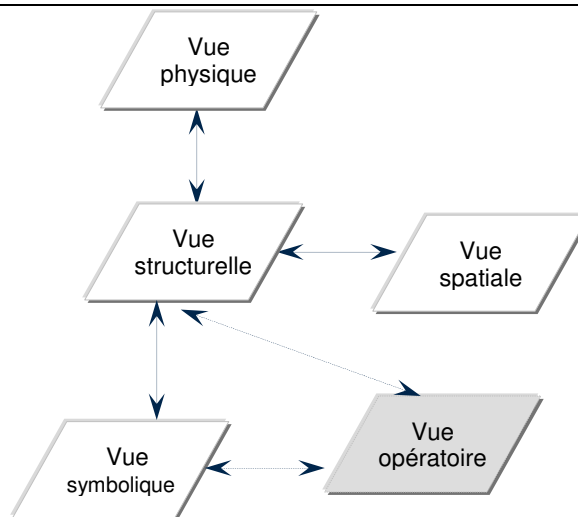 Vue
physique
Vue
structurelle
Vue
spatiale
Vue
opératoire
Vue
symbolique